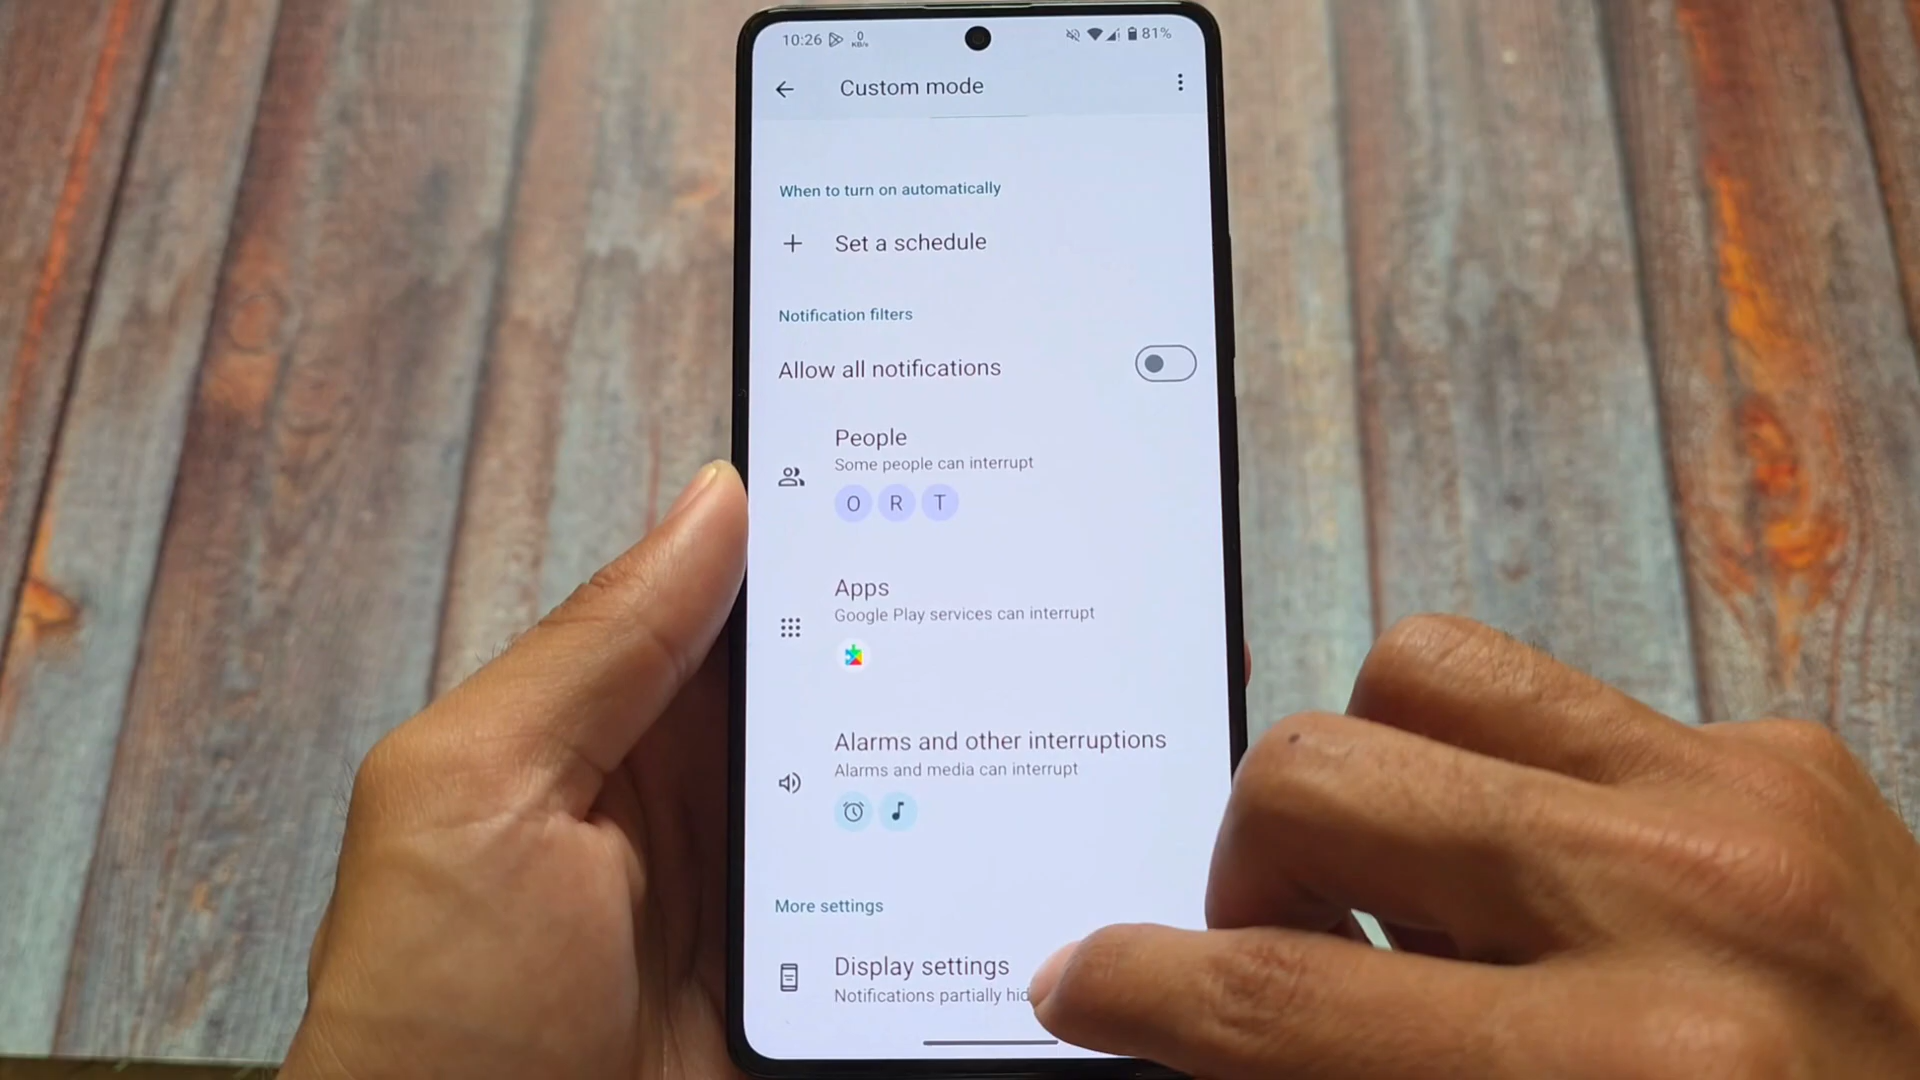 10:26 0 KB/s 81%
Custom mode
When to turn on automatically
Set a schedule
Notification filters
Allow all notifications
People
Some people can interrupt
O R T
Apps
Google Play services can interrupt
Alarms and other interruptions
Alarms and media can interrupt
More settings
Display settings
Notifications partially hid